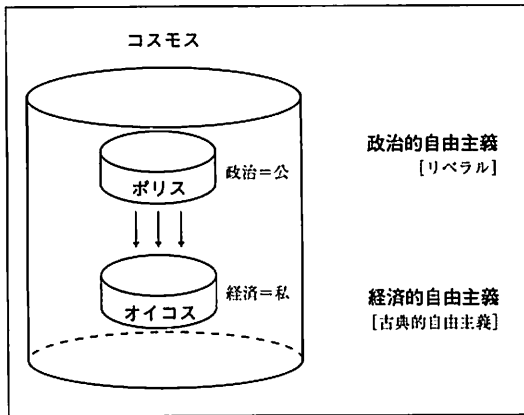 コスモス
ポリス
政治＝公
政治的自由主義
［リベラル］
オイコス
経済＝私
経済的自由主義
［古典的自由主義］